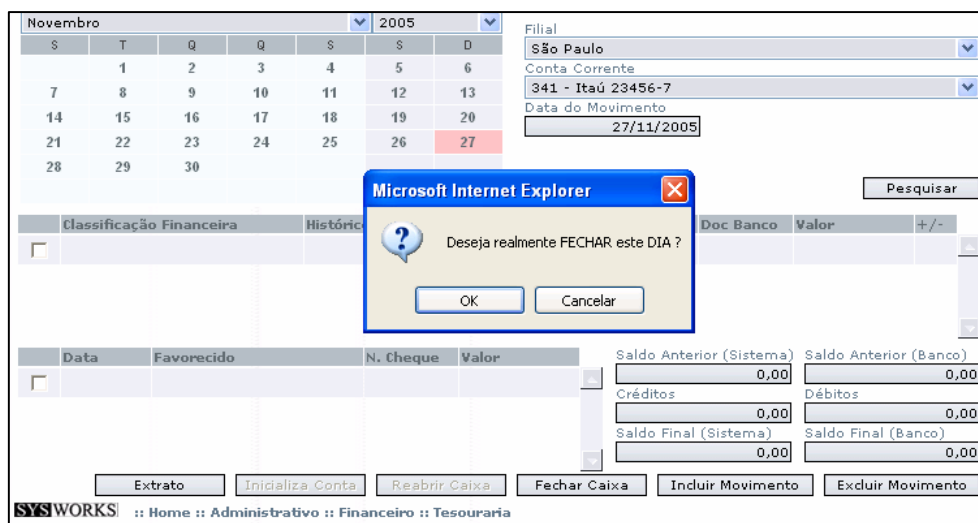 Novembro 2005
S T Q Q S S D
1 2 3 4 5 6
7 8 9 10 11 12 13
14 15 16 17 18 19 20
21 22 23 24 25 26 27
28 29 30
Filial
São Paulo
Conta Corrente
341 - Itaú 23456-7
Data do Movimento
27/11/2005
Pesquisar
Classificação Financeira Históric Doc Banco Valor +/-
Microsoft Internet Explorer
Deseja realmente FECHAR este DIA ?
OK Cancelar
Data Favorecido N. Cheque Valor
Saldo Anterior (Sistema) Saldo Anterior (Banco)
0,00 0,00
Créditos Débitos
0,00 0,00
Saldo Final (Sistema) Saldo Final (Banco)
0,00 0,00
Extrato Inicializa Conta Reabrir Caixa Fechar Caixa Incluir Movimento Excluir Movimento
SYSWORKS :: Home :: Administrativo :: Financeiro :: Tesouraria